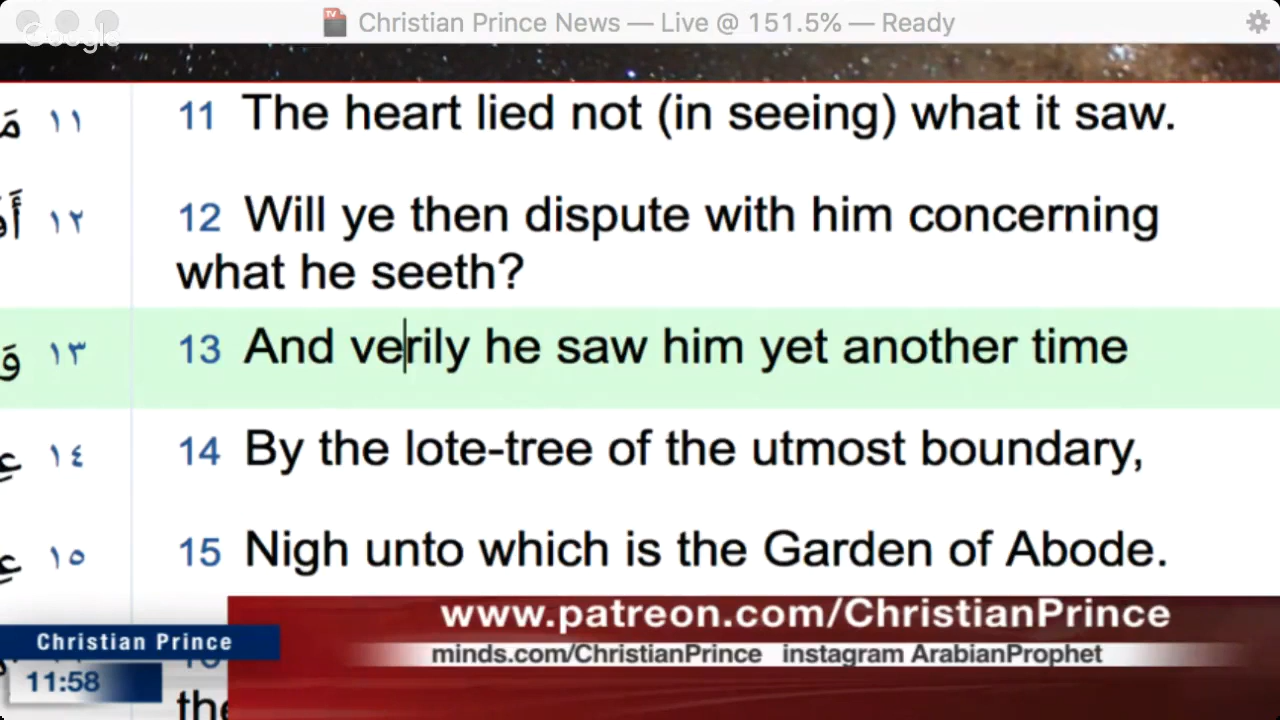 Christian Prince News — Live @ 151.5% — Ready
Google
١١ 11 The heart lied not (in seeing) what it saw.
١٢ 12 Will ye then dispute with him concerning
what he seeth?
١٣ 13 And verily he saw him yet another time
١٤ 14 By the lote-tree of the utmost boundary,
١٥ 15 Nigh unto which is the Garden of Abode.
www.patreon.com/ChristianPrince
Christian Prince
minds.com/ChristianPrince instagram ArabianProphet
11:58
the